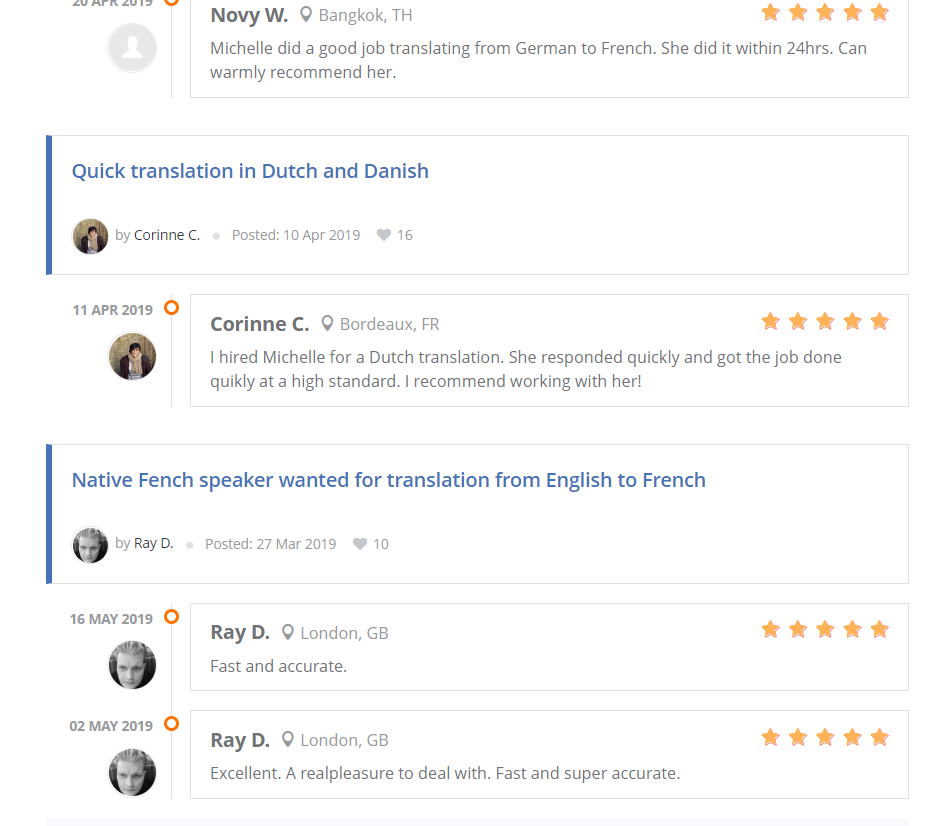 20 APR 2019
Novy W. Bangkok, TH
Michelle did a good job translating from German to French. She did it within 24hrs. Can
warmly recommend her.
Quick translation in Dutch and Danish
by Corinne C. Posted: 10 Apr 2019 16
11 APR 2019
Corinne C. Bordeaux, FR
I hired Michelle for a Dutch translation. She responded quickly and got the job done
quikly at a high standard. I recommend working with her!
Native Fench speaker wanted for translation from English to French
by Ray D. Posted: 27 Mar 2019 10
16 MAY 2019
Ray D. London, GB
Fast and accurate.
02 MAY 2019
Ray D. London, GB
Excellent. A realpleasure to deal with. Fast and super accurate.